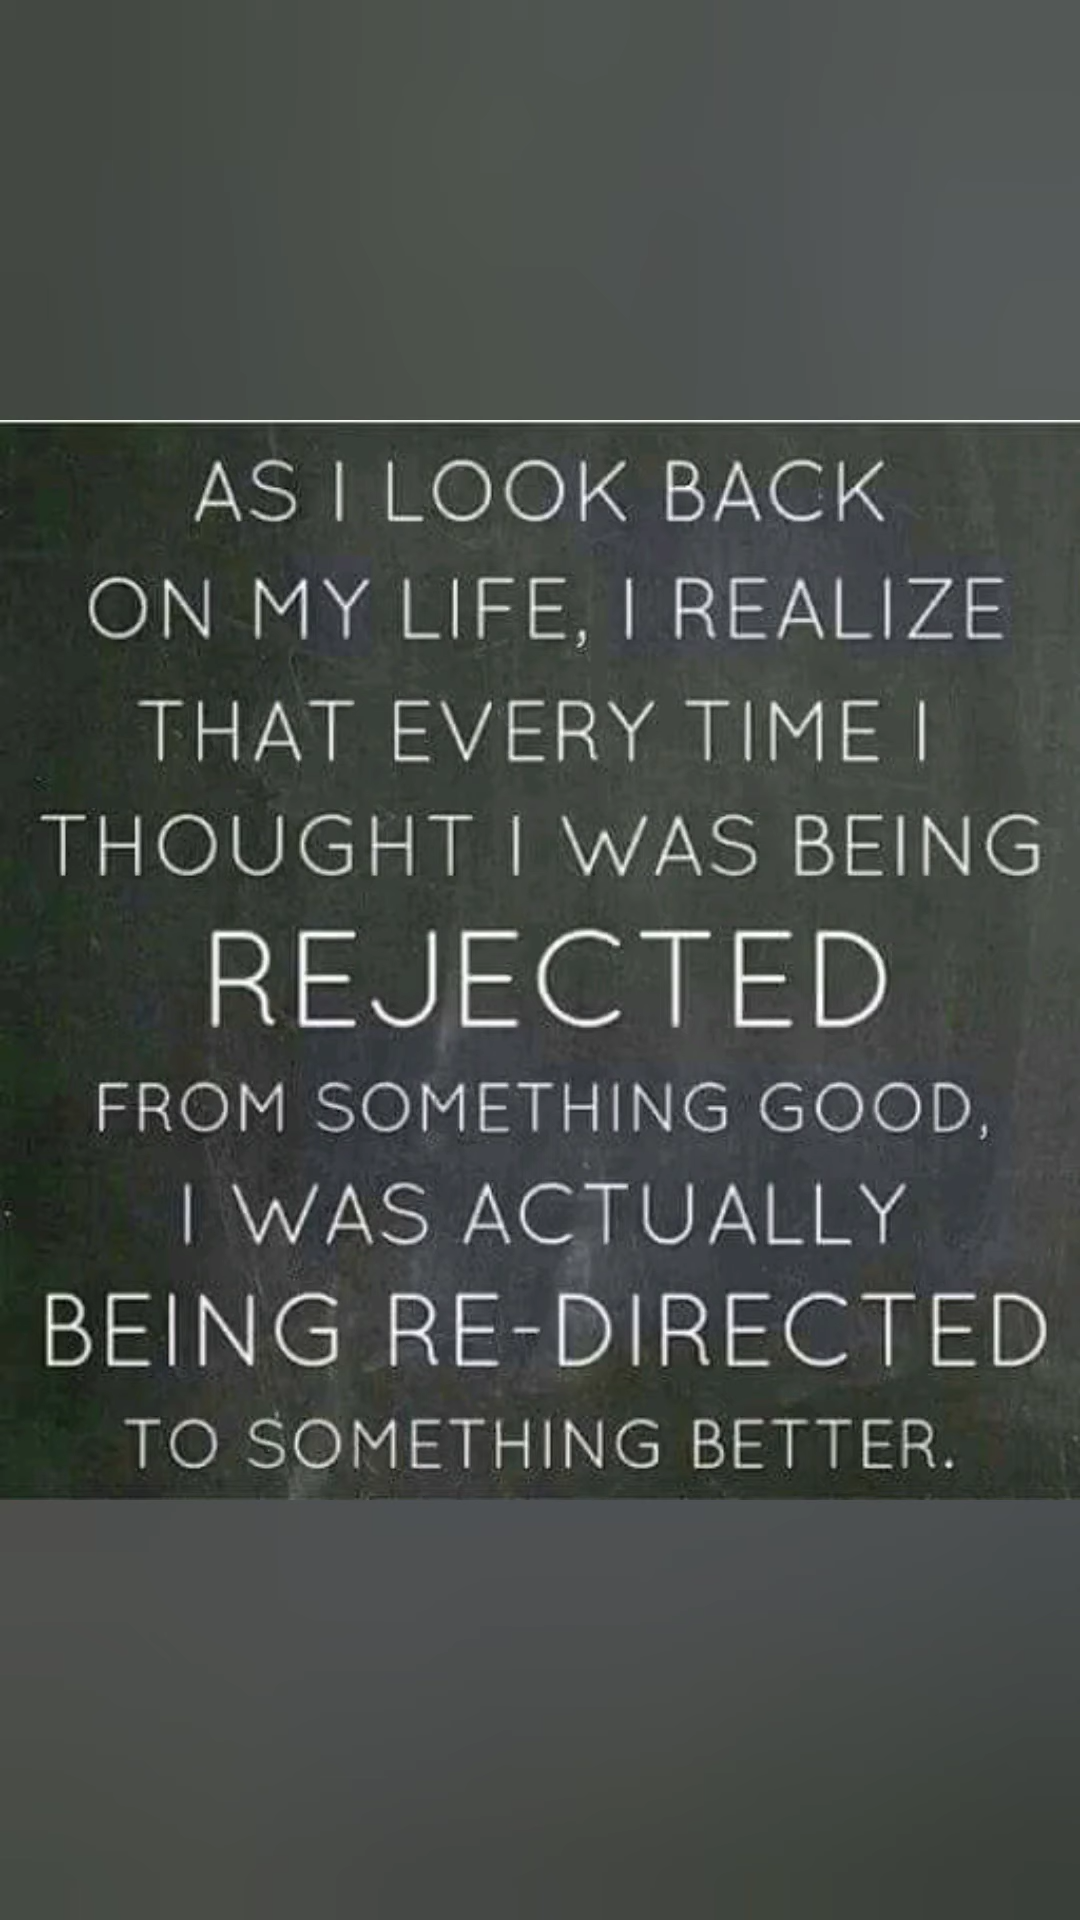 AS I LOOK BACK
ON MY LIFE, I REALIZE
THAT EVERY TIME I
THOUGHT I WAS BEING
REJECTED
FROM SOMETHING GOOD,
I WAS ACTUALLY
BEING RE-DIRECTED
TO SOMETHING BETTER.